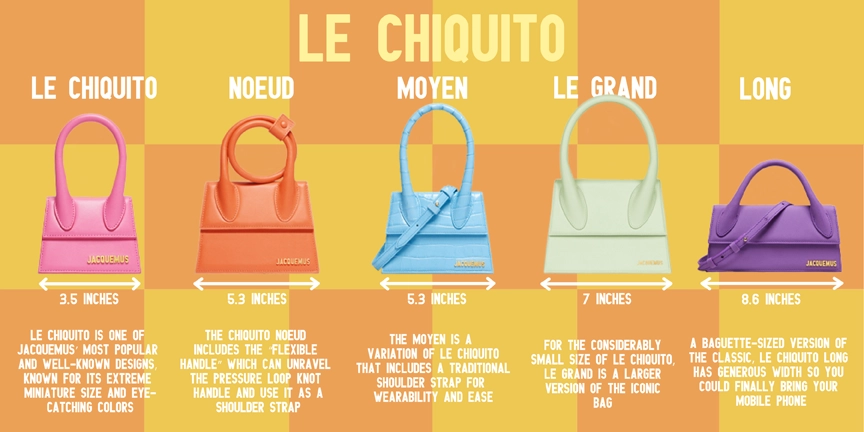 LE CHIQUITO
LE CHIQUITO
NOEUD
MOYEN
LE GRAND
LONG
JACQUEMUS
JACQUEMUS
JACQUEMUS
JACQUEMUS
JACQUEMUS
3.5 INCHES
5.3 INCHES
5.3 INCHES
7 INCHES
8.6 INCHES
LE CHIQUITO IS ONE OF
JACQUEMUS' MOST POPULAR
AND WELL-KNOWN DESIGNS,
KNOWN FOR ITS EXTREME
MINIATURE SIZE AND EYE-
CATCHING COLORS
THE CHIQUITO NOEUD
INCLUDES THE "FLEXIBLE
HANDLE" WHICH CAN UNRAVEL
THE PRESSURE LOOP KNOT
HANDLE AND USE IT AS A
SHOULDER STRAP
THE MOYEN IS A
VARIATION OF LE CHIQUITO
THAT INCLUDES A TRADITIONAL
SHOULDER STRAP FOR
WEARABILITY AND EASE
FOR THE CONSIDERABLY
SMALL SIZE OF LE CHIQUITO,
LE GRAND IS A LARGER
VERSION OF THE ICONIC
BAG
A BAGUETTE-SIZED VERSION OF
THE CLASSIC, LE CHIQUITO LONG
HAS GENEROUS WIDTH SO YOU
COULD FINALLY BRING YOUR
MOBILE PHONE